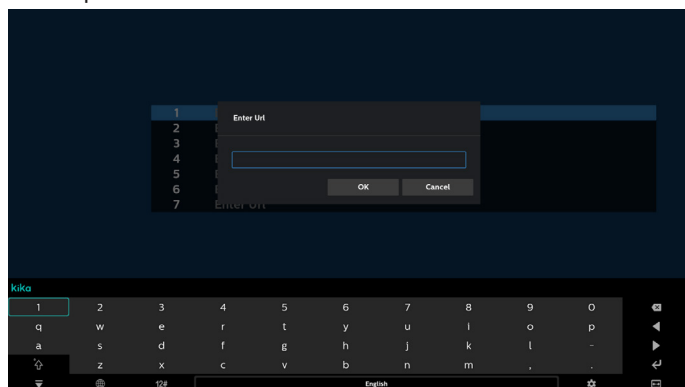 1
Enter Url
2
3
4
5
6
7 Enter Url
OK Cancel
kika
1 2 3 4 5 6 7 8 9 0
q w e r t y u i o p
a s d f g h j k l -
z x c v b n m , .
12# English